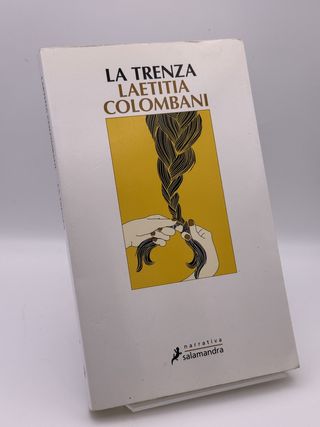 LA TRENZA
LAETITIA
COLOMBANI
narrativa
salamandra